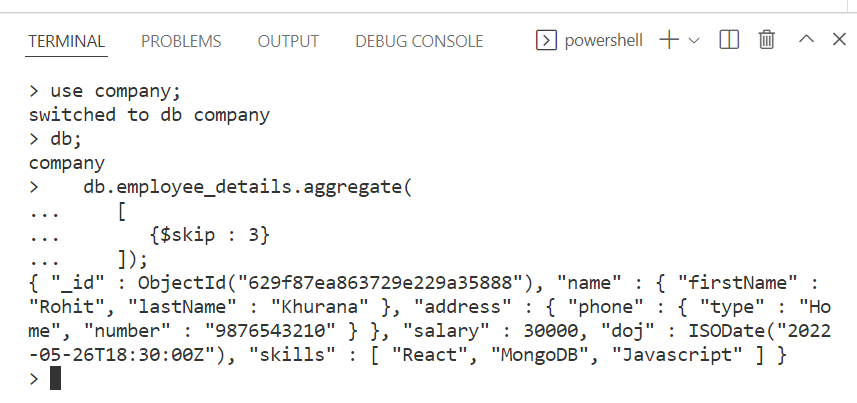 TERMINAL PROBLEMS OUTPUT DEBUG CONSOLE powershell
> use company;
switched to db company
> db;
company
>    db.employee_details.aggregate(
...     [
...        {$skip : 3}
...     ]);
{ "_id" : ObjectId("629f87ea863729e229a35888"), "name" : { "firstName" :
"Rohit", "lastName" : "Khurana" }, "address" : { "phone" : { "type" : "Ho
me", "number" : "9876543210" } }, "salary" : 30000, "doj" : ISODate("2022
-05-26T18:30:00Z"), "skills" : [ "React", "MongoDB", "Javascript" ] }
>